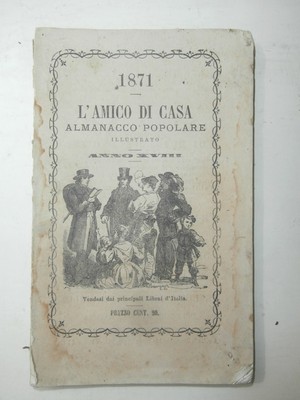 1871
L'AMICO DI CASA
ALMANACCO POPOLARE
ILLUSTRATO
ANNO XVIII
Vendesi dai principali Librai d'Italia.
PREZZO CENT.